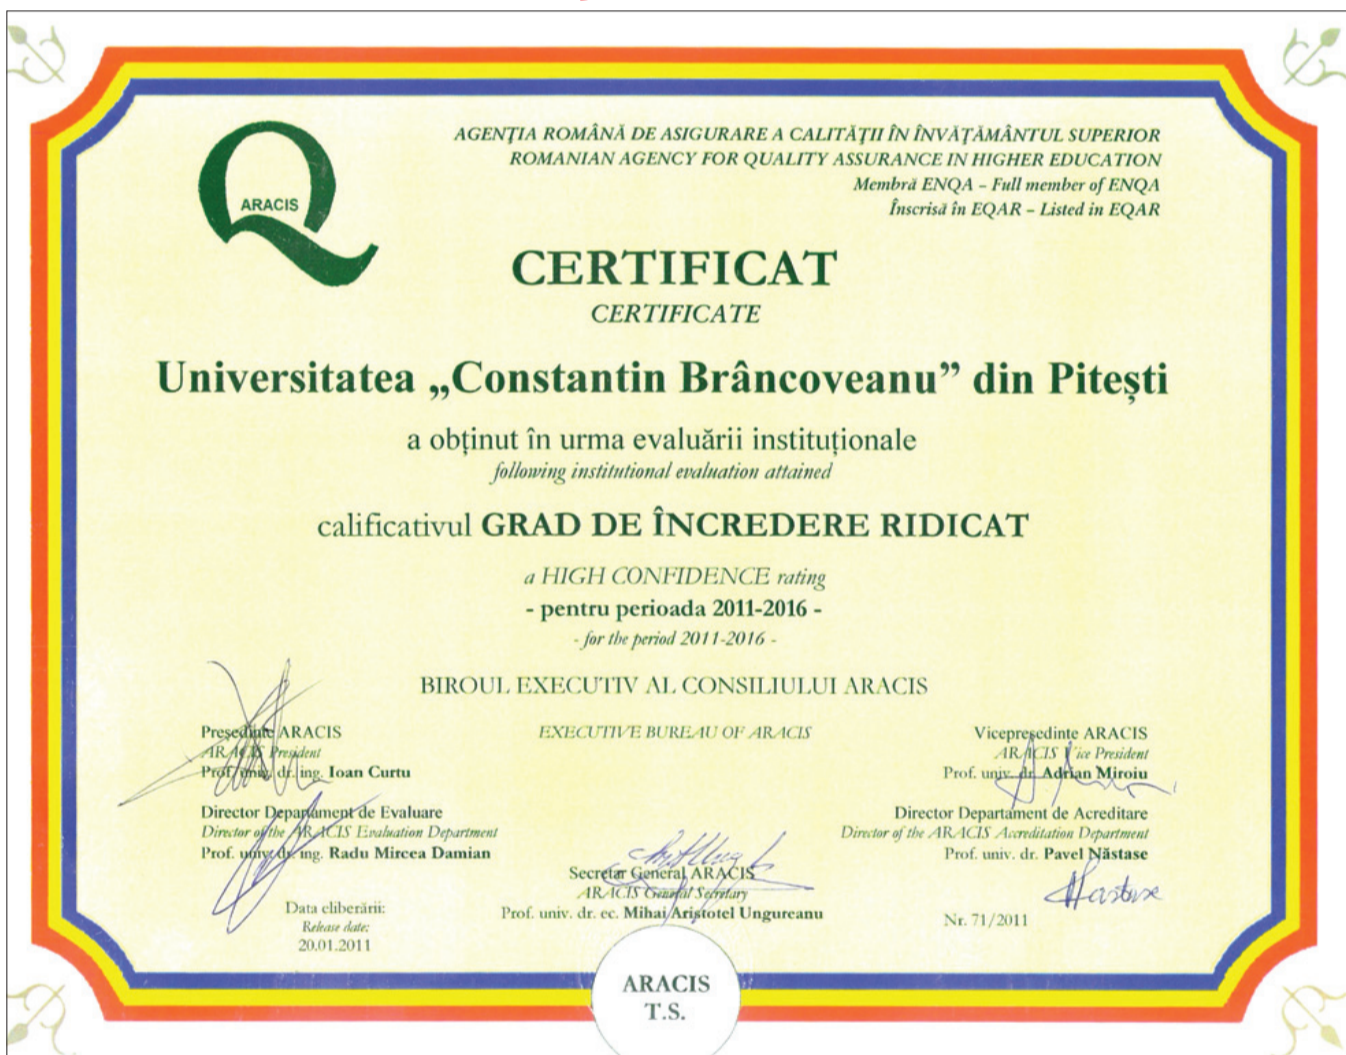 AGENȚIA ROMÂNĂ DE ASIGURARE A CALITĂȚII ÎN ÎNVĂȚĂMÂNTUL SUPERIOR
ROMANIAN AGENCY FOR QUALITY ASSURANCE IN HIGHER EDUCATION
Membră ENQA – Full member of ENQA
Înscrisă în EQAR – Listed in EQAR
ARACIS
CERTIFICAT
CERTIFICATE
Universitatea „Constantin Brâncoveanu” din Pitești
a obținut în urma evaluării instituționale
following institutional evaluation attained
calificativul GRAD DE ÎNCREDERE RIDICAT
a HIGH CONFIDENCE rating
- pentru perioada 2011-2016 -
- for the period 2011-2016 -
BIROUL EXECUTIV AL CONSILIULUI ARACIS
EXECUTIVE BUREAU OF ARACIS
Președinte ARACIS
ARACIS President
Prof. univ. dr. ing. Ioan Curtu
Vicepreședinte ARACIS
ARACIS Vice President
Prof. univ. dr. Adrian Miroiu
Director Departament de Evaluare
Director of the ARACIS Evaluation Department
Prof. univ. dr. ing. Radu Mircea Damian
Director Departament de Acreditare
Director of the ARACIS Accreditation Department
Prof. univ. dr. Pavel Năstase
Secretar General ARACIS
ARACIS General Secretary
Prof. univ. dr. ec. Mihai Aristotel Ungureanu
Data eliberării:
Release date:
20.01.2011
Nr. 71/2011
ARACIS
T.S.